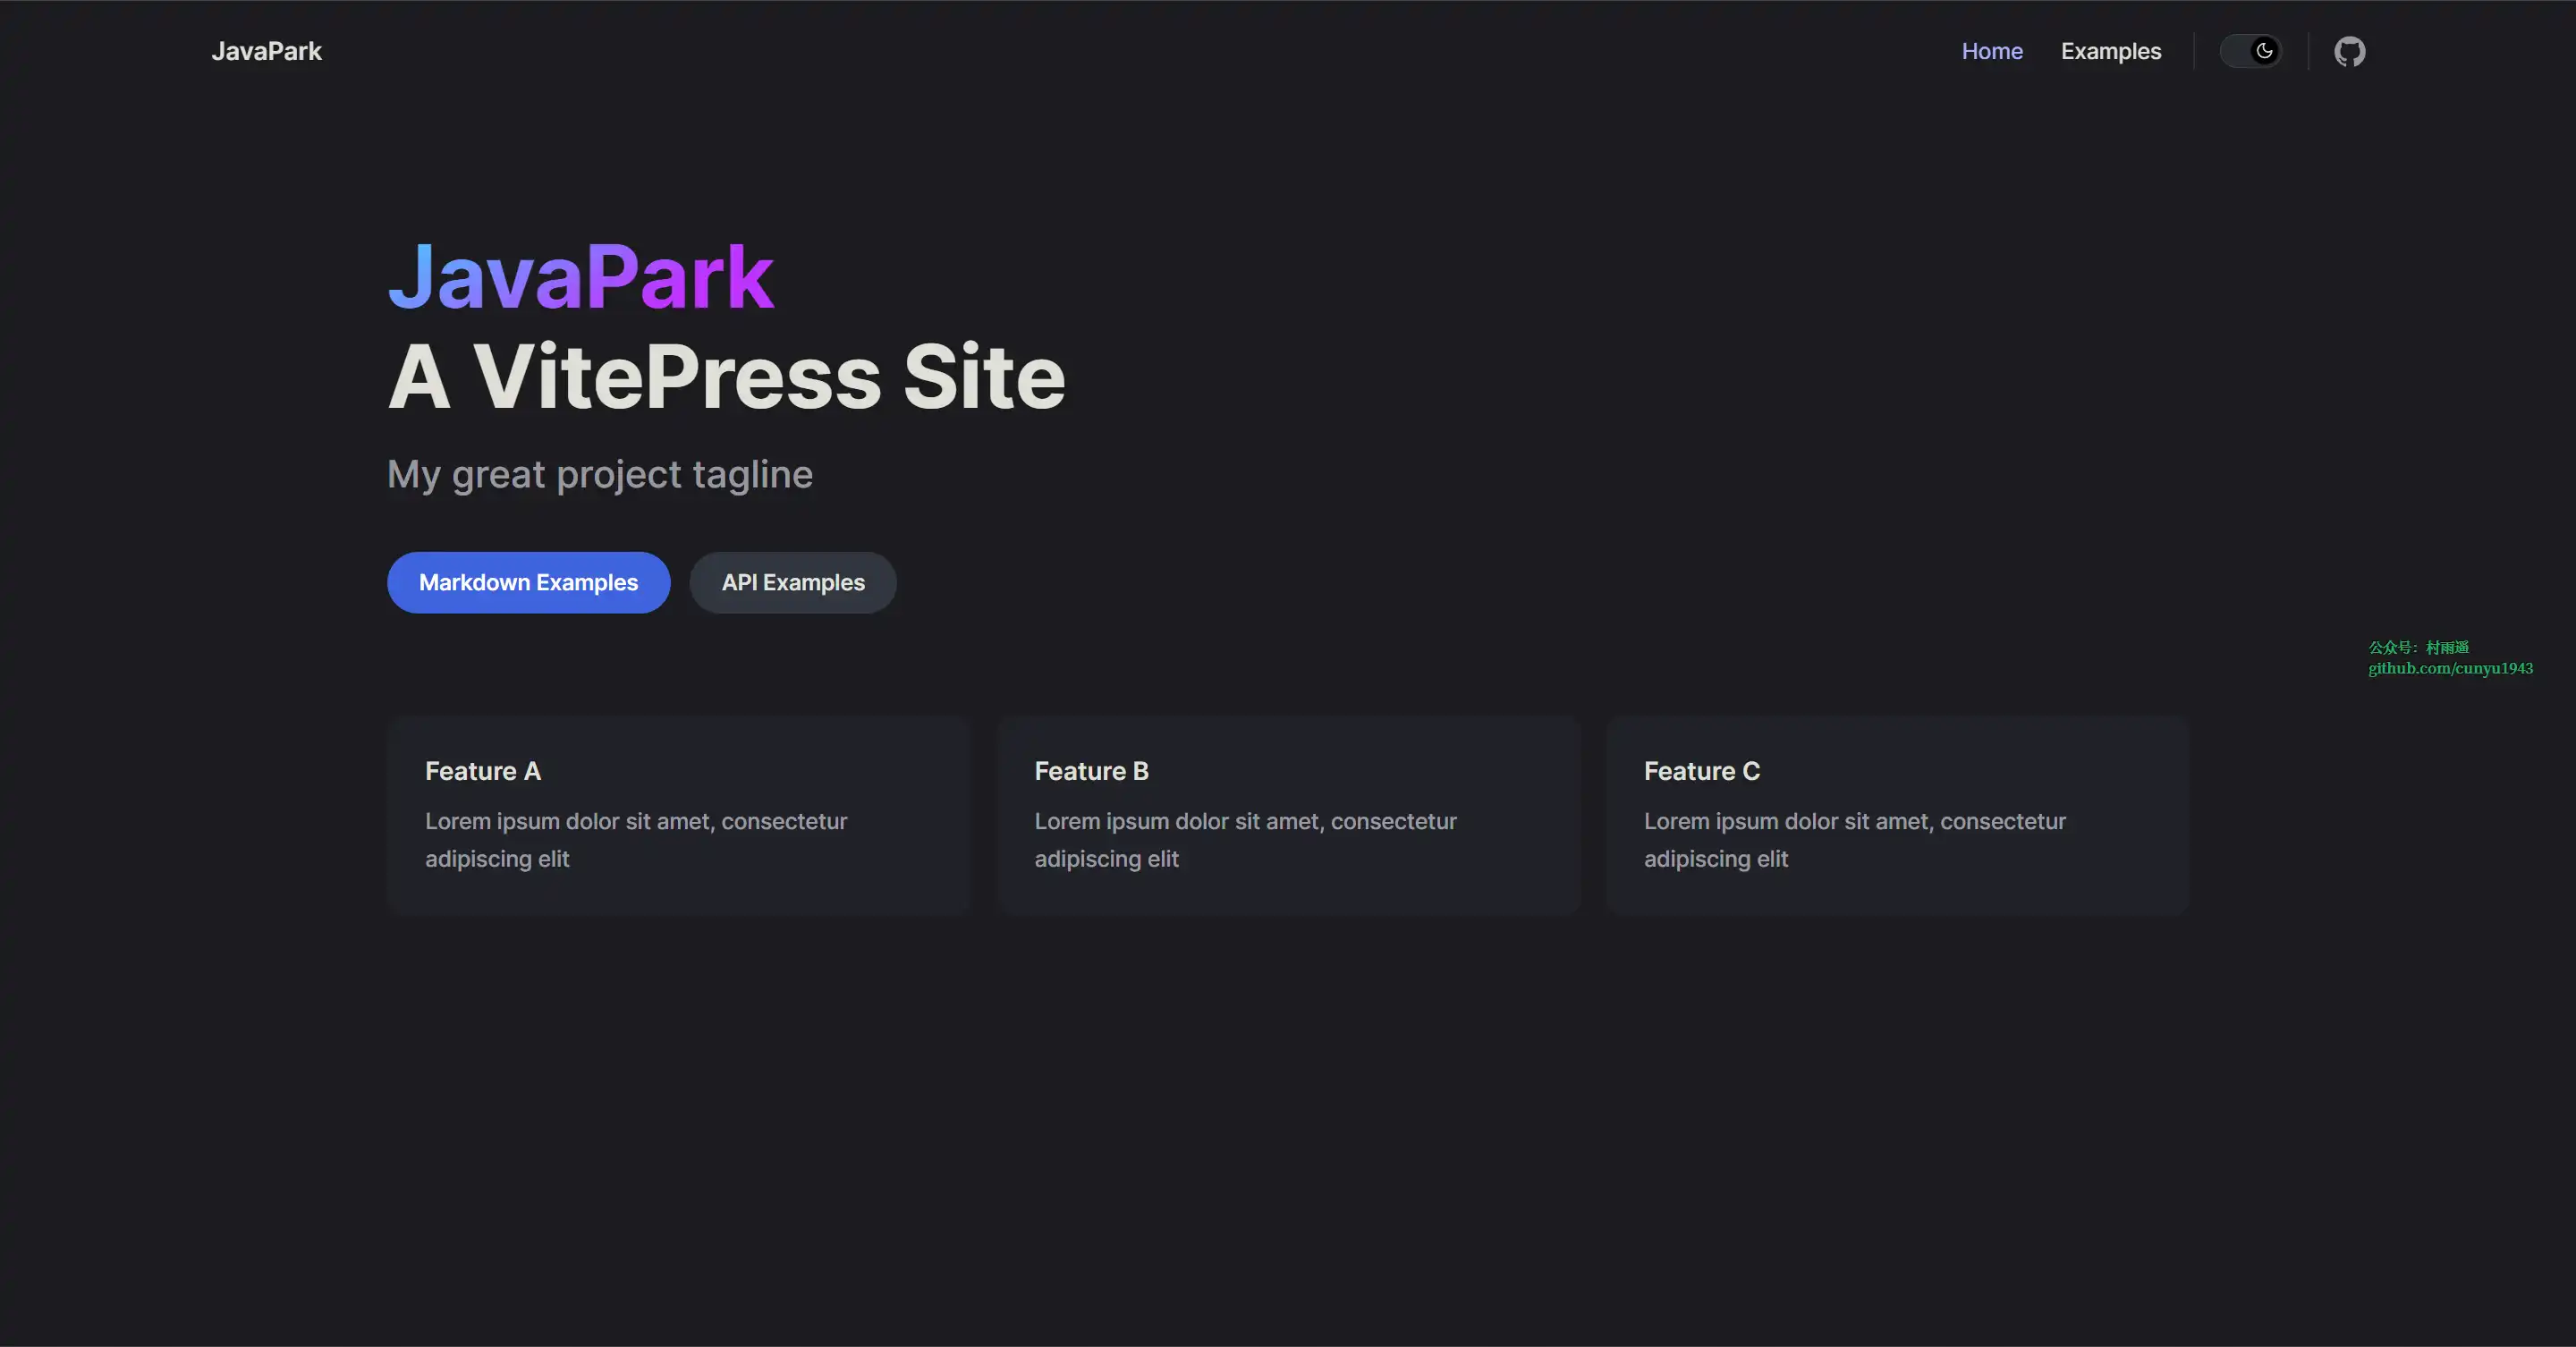 JavaPark
Home
Examples
JavaPark
A VitePress Site
My great project tagline
Markdown Examples
API Examples
公众号：村雨遥
github.com/cunyu1943
Feature A
Lorem ipsum dolor sit amet, consectetur
adipiscing elit
Feature B
Lorem ipsum dolor sit amet, consectetur
adipiscing elit
Feature C
Lorem ipsum dolor sit amet, consectetur
adipiscing elit